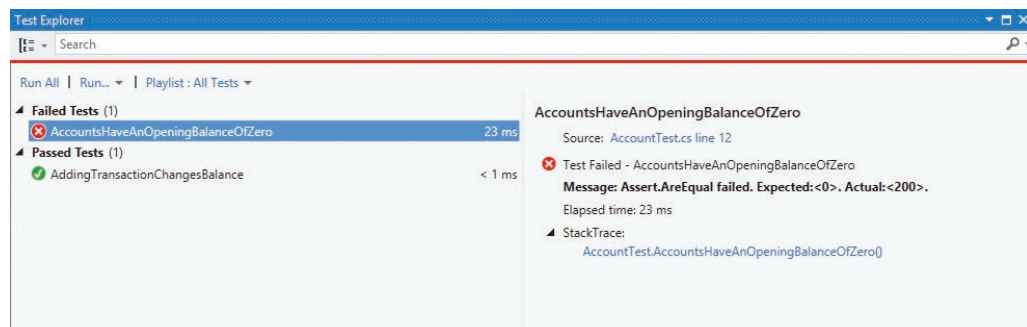 Test Explorer
Search
Run All | Run... | Playlist : All Tests
Failed Tests (1)
AccountsHaveAnOpeningBalanceOfZero 23 ms
Passed Tests (1)
AddingTransactionChangesBalance < 1 ms
AccountsHaveAnOpeningBalanceOfZero
Source: AccountTest.cs line 12
Test Failed - AccountsHaveAnOpeningBalanceOfZero
Message: Assert.AreEqual failed. Expected:<0>. Actual:<200>.
Elapsed time: 23 ms
StackTrace:
AccountTest.AccountsHaveAnOpeningBalanceOfZero()